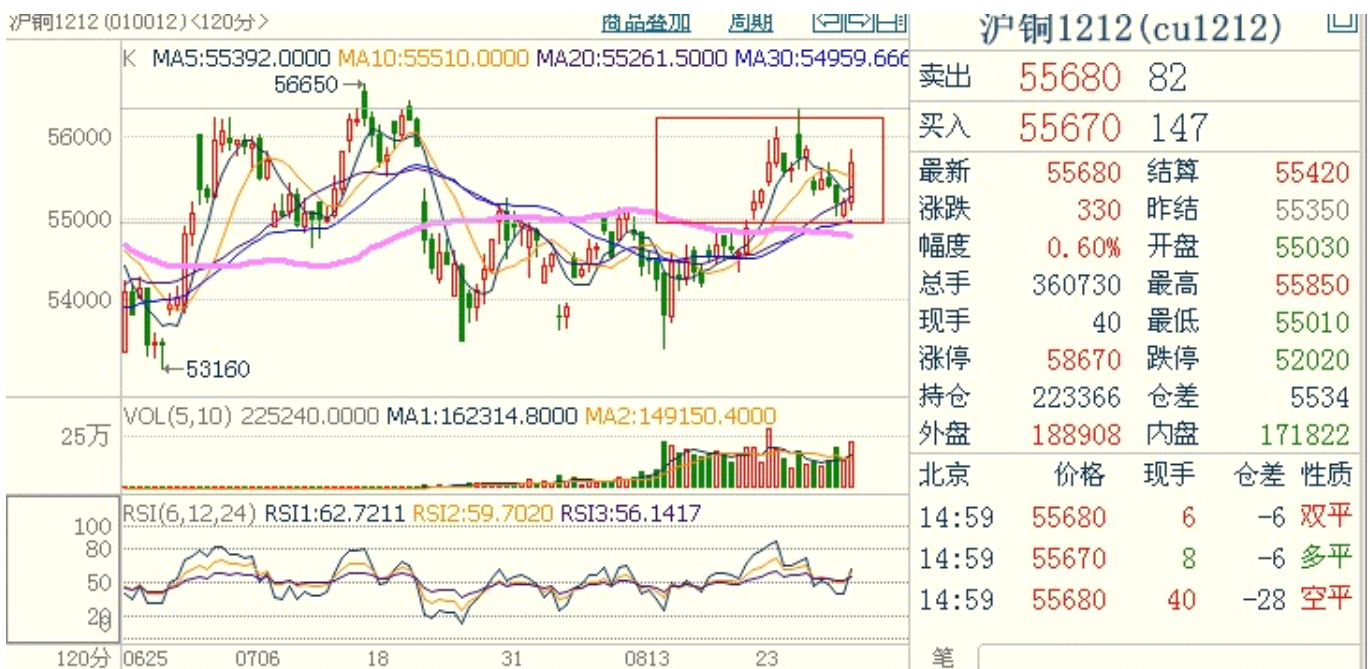 沪铜1212(010012)<120分> 商品叠加 周期
K MA5:55392.0000 MA10:55510.0000 MA20:55261.5000 MA30:54959.666
56650
56000
55000
54000
53160
VOL(5,10) 225240.0000 MA1:162314.8000 MA2:149150.4000
25万
RSI(6,12,24) RSI1:62.7211 RSI2:59.7020 RSI3:56.1417
100
80
50
20
0
120分 0625 0706 18 31 0813 23
沪铜1212(cu1212)
卖出 55680 82
买入 55670 147
最新 55680 结算 55420
涨跌 330 昨结 55350
幅度 0.60% 开盘 55030
总手 360730 最高 55850
现手 40 最低 55010
涨停 58670 跌停 52020
持仓 223366 仓差 5534
外盘 188908 内盘 171822
北京 价格 现手 仓差 性质
14:59 55680 6 -6 双平
14:59 55670 8 -6 多平
14:59 55680 40 -28 空平
笔